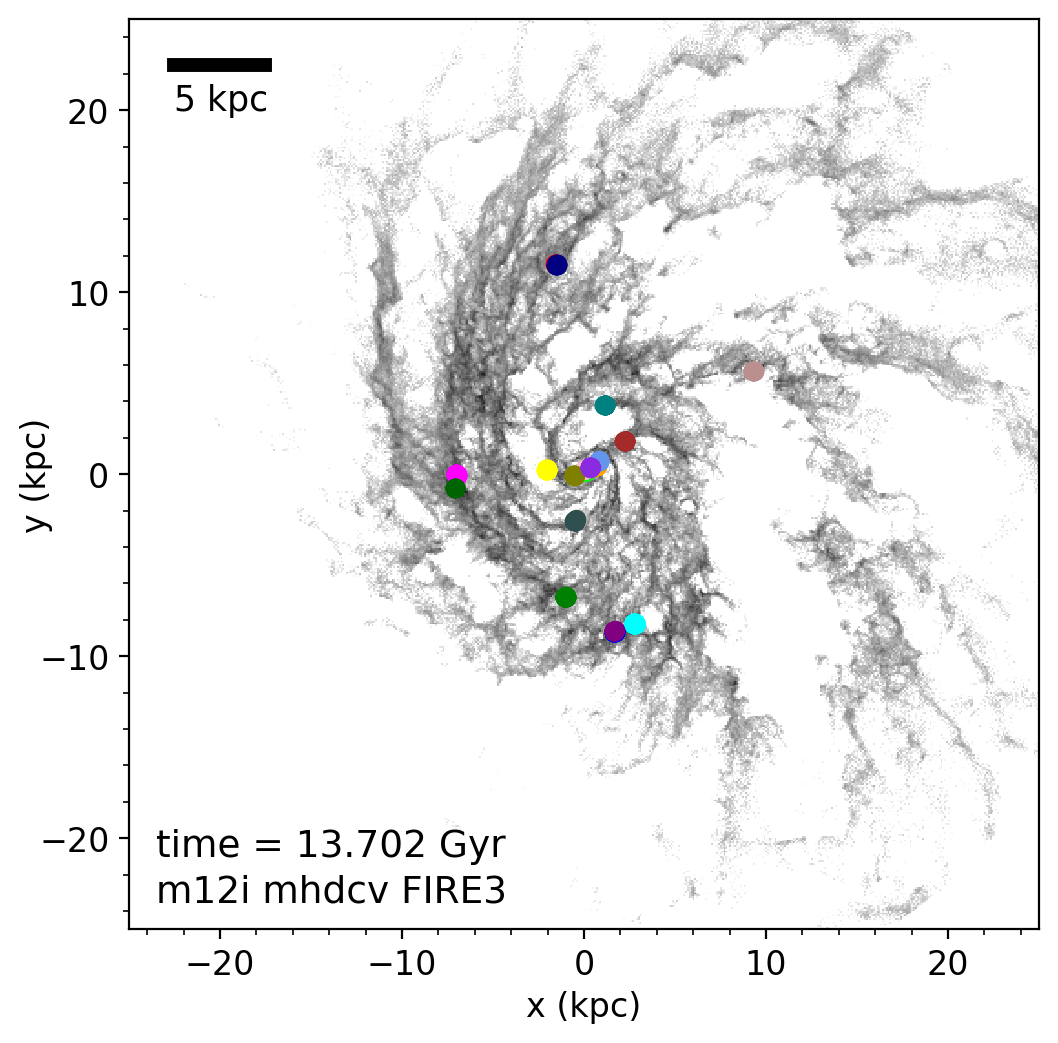 5 kpc
20
10
0
−10
−20
y (kpc)
time = 13.702 Gyr
m12i mhdcv FIRE3
−20 −10 0 10 20
x (kpc)